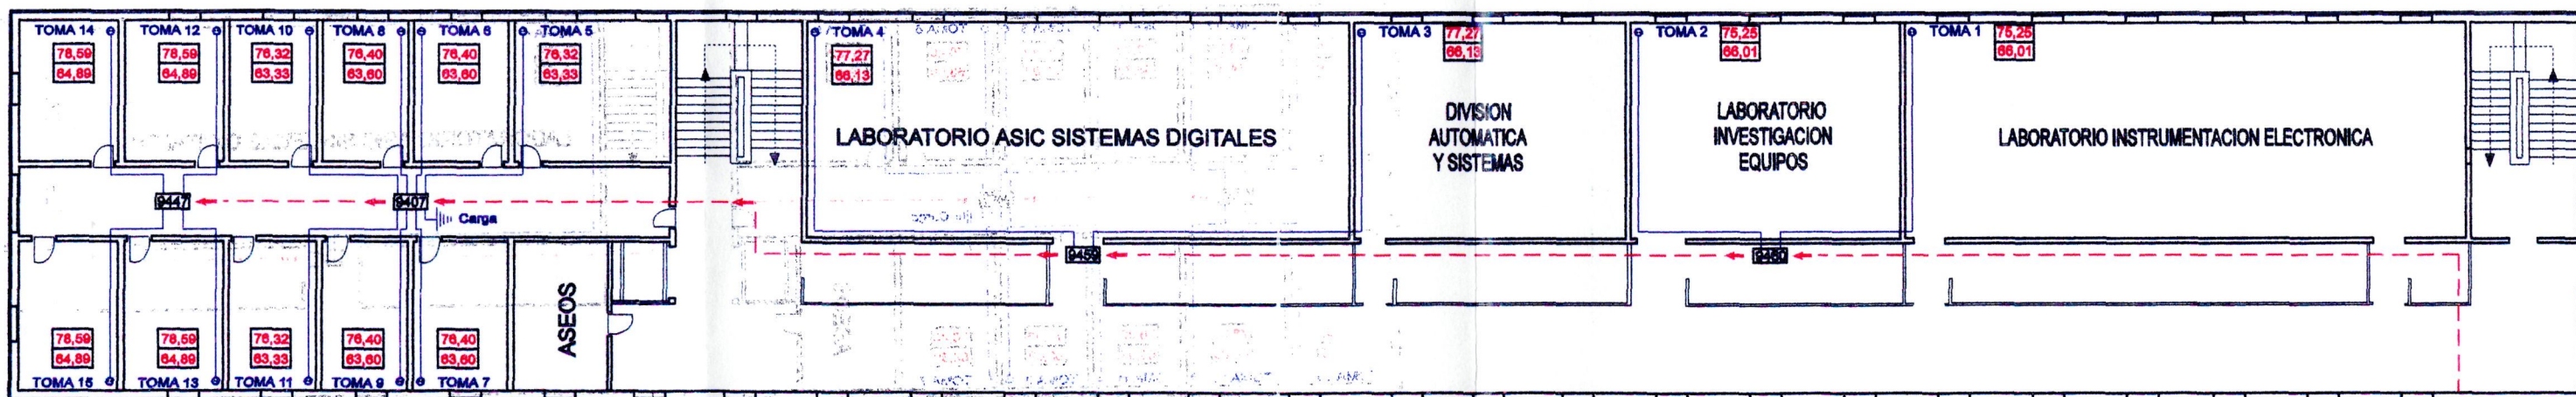 TOMA 14
TOMA 12
TOMA 10
TOMA 8
TOMA 6
TOMA 5
TOMA 4
TOMA 3
TOMA 2
TOMA 1
78,59
64,89
78,59
64,89
76,32
63,33
76,40
63,60
76,40
63,60
76,32
63,33
77,27
66,13
77,27
66,13
75,25
66,01
75,25
66,01
LABORATORIO ASIC SISTEMAS DIGITALES
DIVISION
AUTOMATICA
Y SISTEMAS
LABORATORIO
INVESTIGACION
EQUIPOS
LABORATORIO INSTRUMENTACION ELECTRONICA
9447
9407
Carga
9459
9460
ASEOS
78,59
64,89
78,59
64,89
76,32
63,33
76,40
63,60
76,40
63,60
TOMA 15
TOMA 13
TOMA 11
TOMA 9
TOMA 7